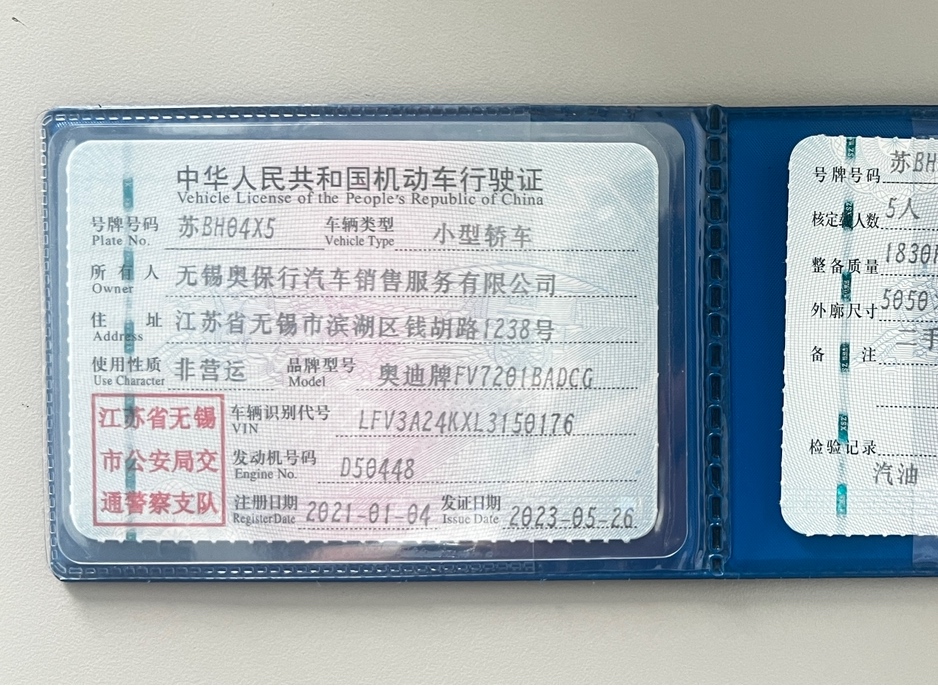 中华人民共和国机动车行驶证
Vehicle License of the People's Republic of China
号牌号码 苏BH04X5 车辆类型 小型轿车
Plate No. Vehicle Type
所有人 无锡奥保行汽车销售服务有限公司
Owner
住址 江苏省无锡市滨湖区钱胡路1238号
Address
使用性质 非营运 品牌型号 奥迪牌FV7201BADCG
Use Character Model
江苏省无锡
市公安局交
通警察支队
车辆识别代号 LFV3A24KXL3150176
VIN
发动机号码 D50448
Engine No.
注册日期 2021-01-04 发证日期 2023-05-26
Register Date Issue Date
号牌号码 苏BH
核定载人数 5人
整备质量 1830
外廓尺寸 5050
备注 二手
检验记录
汽油